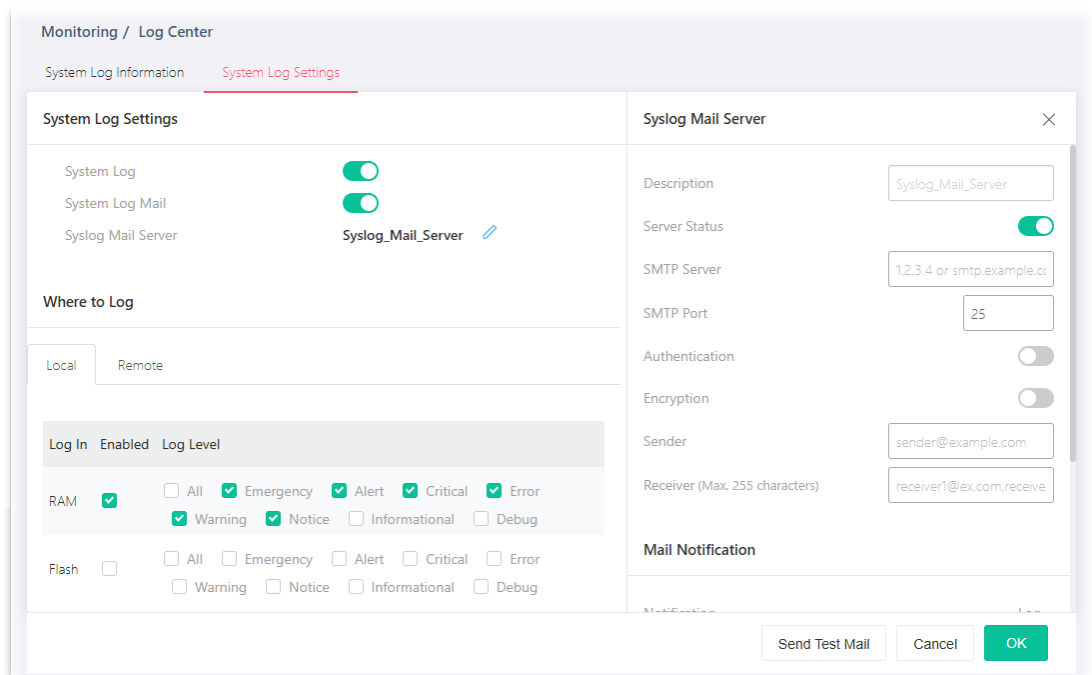 Monitoring / Log Center
System Log Information System Log Settings
System Log Settings
System Log
System Log Mail
Syslog Mail Server Syslog_Mail_Server
Where to Log
Local Remote
Log In Enabled Log Level
RAM All Emergency Alert Critical Error
Warning Notice Informational Debug
Flash All Emergency Alert Critical Error
Warning Notice Informational Debug
Syslog Mail Server
Description Syslog_Mail_Server
Server Status
SMTP Server 1.2.3.4 or smtp.example.cc
SMTP Port 25
Authentication
Encryption
Sender sender@example.com
Receiver (Max. 255 characters) receiver1@ex.com,receive
Mail Notification
Notification Log
Send Test Mail Cancel OK